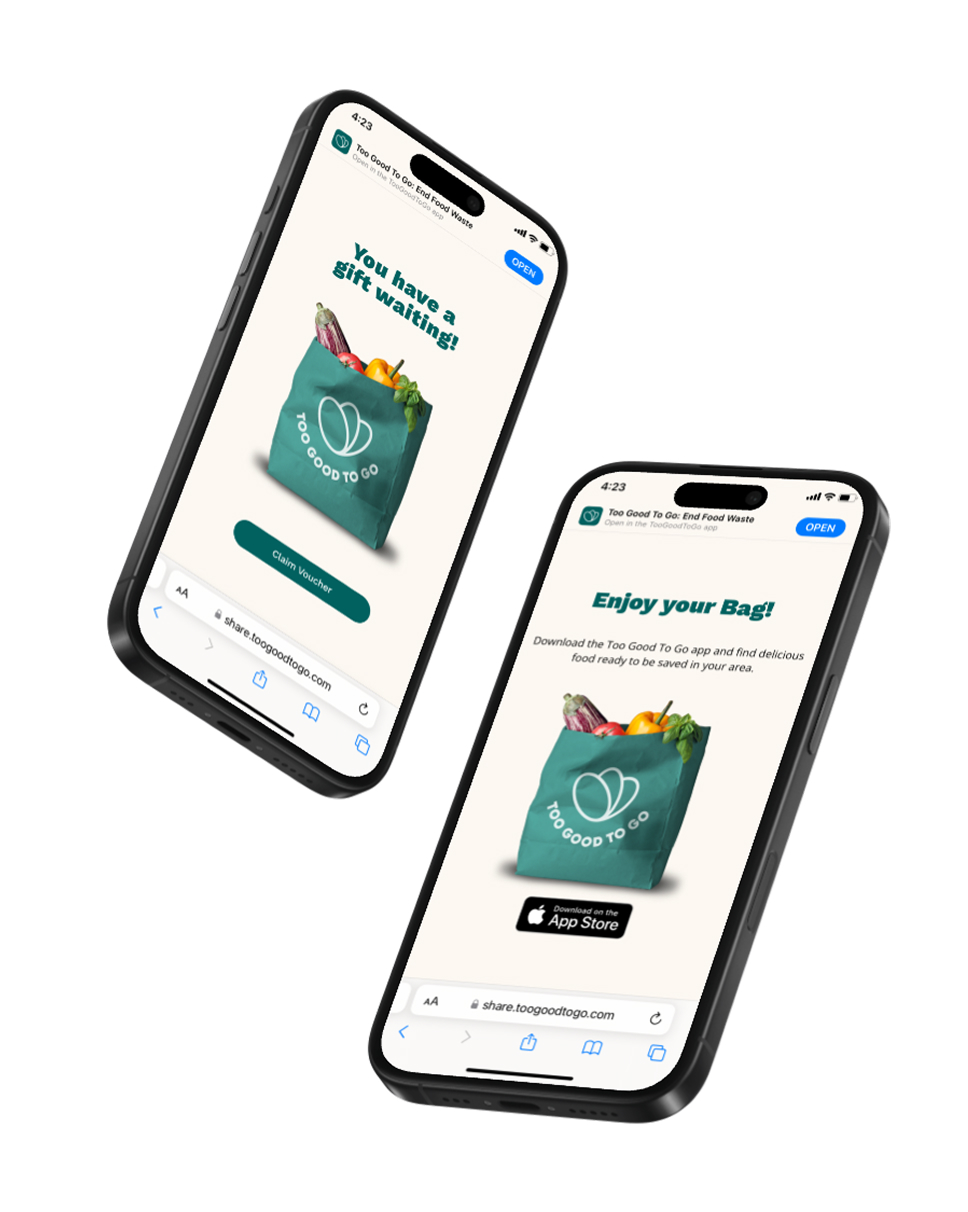 4:23
Too Good To Go: End Food Waste
Open in the TooGoodToGo app
OPEN
You have a
gift waiting!
TOO GOOD TO GO
Claim Voucher
AA
share.toogoodtogo.com
4:23
Too Good To Go: End Food Waste
Open in the TooGoodToGo app
OPEN
Enjoy your Bag!
Download the Too Good To Go app and find delicious
food ready to be saved in your area.
TOO GOOD TO GO
Download on the
App Store
AA
share.toogoodtogo.com